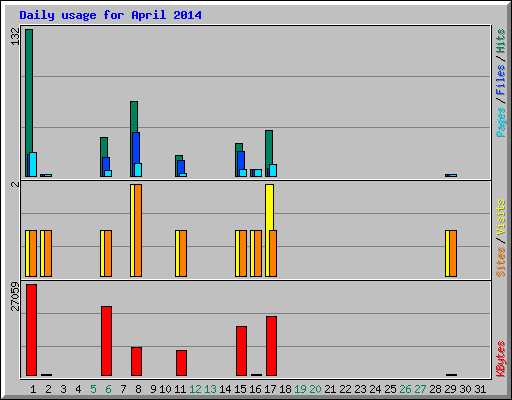 Daily usage for April 2014
132
Pages / Files / Hits
2
Sites / Visits
27059
KBytes
1 2 3 4 5 6 7 8 9 10 11 12 13 14 15 16 17 18 19 20 21 22 23 24 25 26 27 28 29 30 31